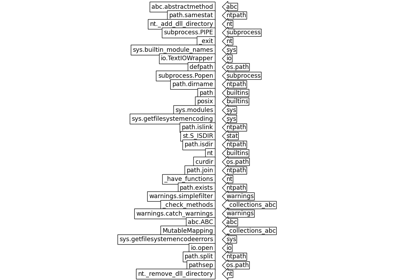 abc.abstractmethod abc
path.samestat ntpath
nt._add_dll_directory nt
subprocess.PIPE subprocess
_exit nt
sys.builtin_module_names sys
io.TextIOWrapper io
defpath os.path
subprocess.Popen subprocess
path.dirname ntpath
path builtins
posix builtins
sys.modules sys
sys.getfilesystemencoding sys
path.islink ntpath
st.S_ISDIR stat
path.isdir ntpath
nt builtins
curdir os.path
path.join ntpath
_have_functions nt
path.exists ntpath
warnings.simplefilter warnings
_check_methods _collections_abc
warnings.catch_warnings warnings
abc.ABC abc
MutableMapping _collections_abc
sys.getfilesystemencodeerrors sys
io.open io
path.split ntpath
pathsep os.path
nt._remove_dll_directory nt